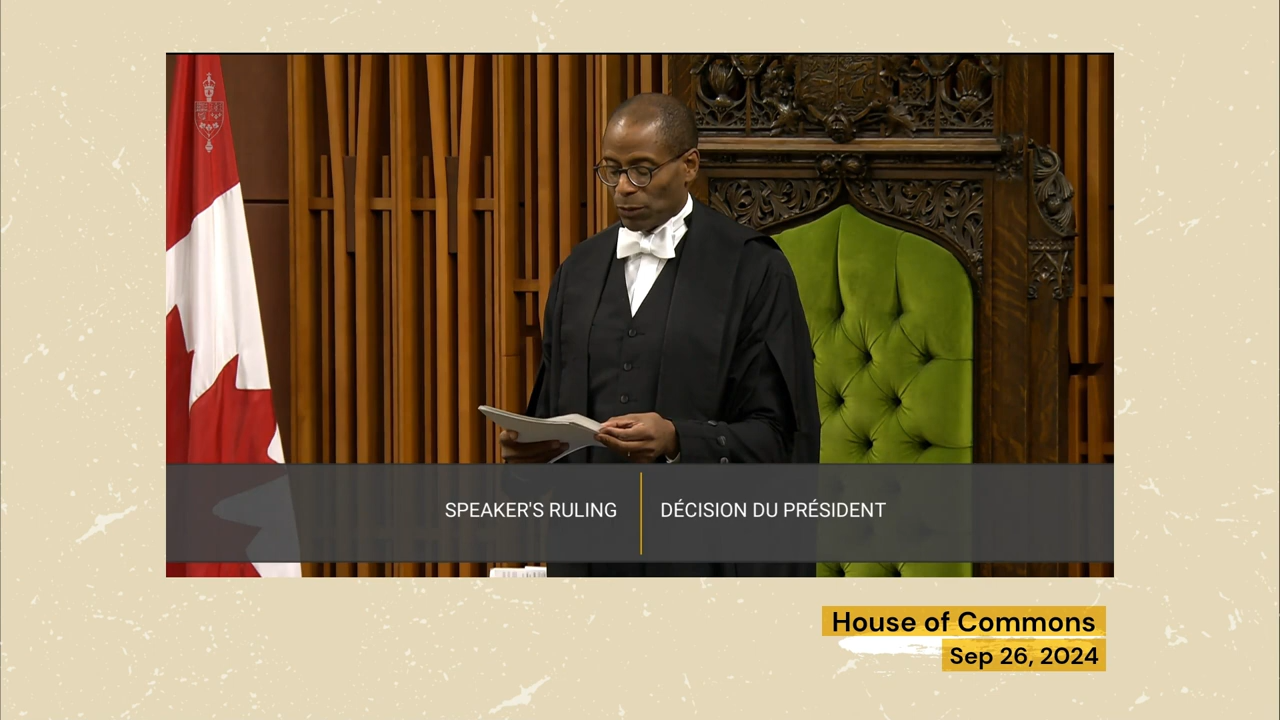 SPEAKER'S RULING
DÉCISION DU PRÉSIDENT
House of Commons
Sep 26, 2024